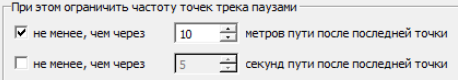 При этом ограничить частоту точек трека паузами
не менее, чем через 10 метров пути после последней точки
не менее, чем через 5 секунд пути после последней точки